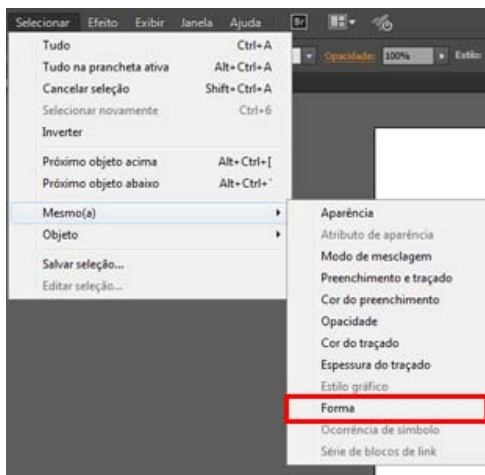 Selecionar Efeito Exibir Janela Ajuda Br
Opacidade: 100% Estilo:
Tudo Ctrl+A
Tudo na prancheta ativa Alt+Ctrl+A
Cancelar seleção Shift+Ctrl+A
Selecionar novamente Ctrl+6
Inverter
Próximo objeto acima Alt+Ctrl+[
Próximo objeto abaixo Alt+Ctrl+¨
Mesmo(a)
Objeto
Salvar seleção...
Editar seleção...
Aparência
Atributo de aparência
Modo de mesclagem
Preenchimento e traçado
Cor do preenchimento
Opacidade
Cor do traçado
Espessura do traçado
Estilo gráfico
Forma
Ocorrência de símbolo
Série de blocos de link